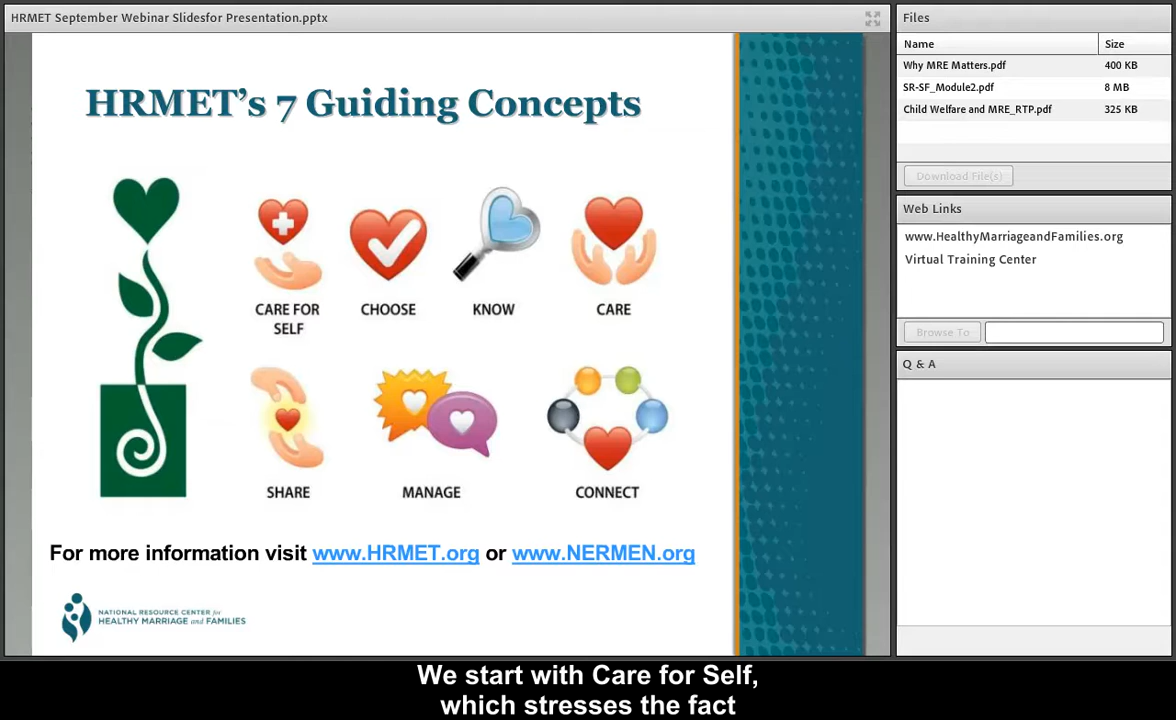 HRMET September Webinar Slidesfor Presentation.pptx
HRMET's 7 Guiding Concepts
CARE FOR
SELF
CHOOSE
KNOW
CARE
SHARE
MANAGE
CONNECT
For more information visit www.HRMET.org or www.NERMEN.org
NATIONAL RESOURCE CENTER for
HEALTHY MARRIAGE and FAMILIES
Files
Name Size
Why MRE Matters.pdf 400 KB
SR-SF_Module2.pdf 8 MB
Child Welfare and MRE_RTP.pdf 325 KB
Download File(s)
Web Links
www.HealthyMarriageandFamilies.org
Virtual Training Center
Browse To
Q & A
We start with Care for Self,
which stresses the fact